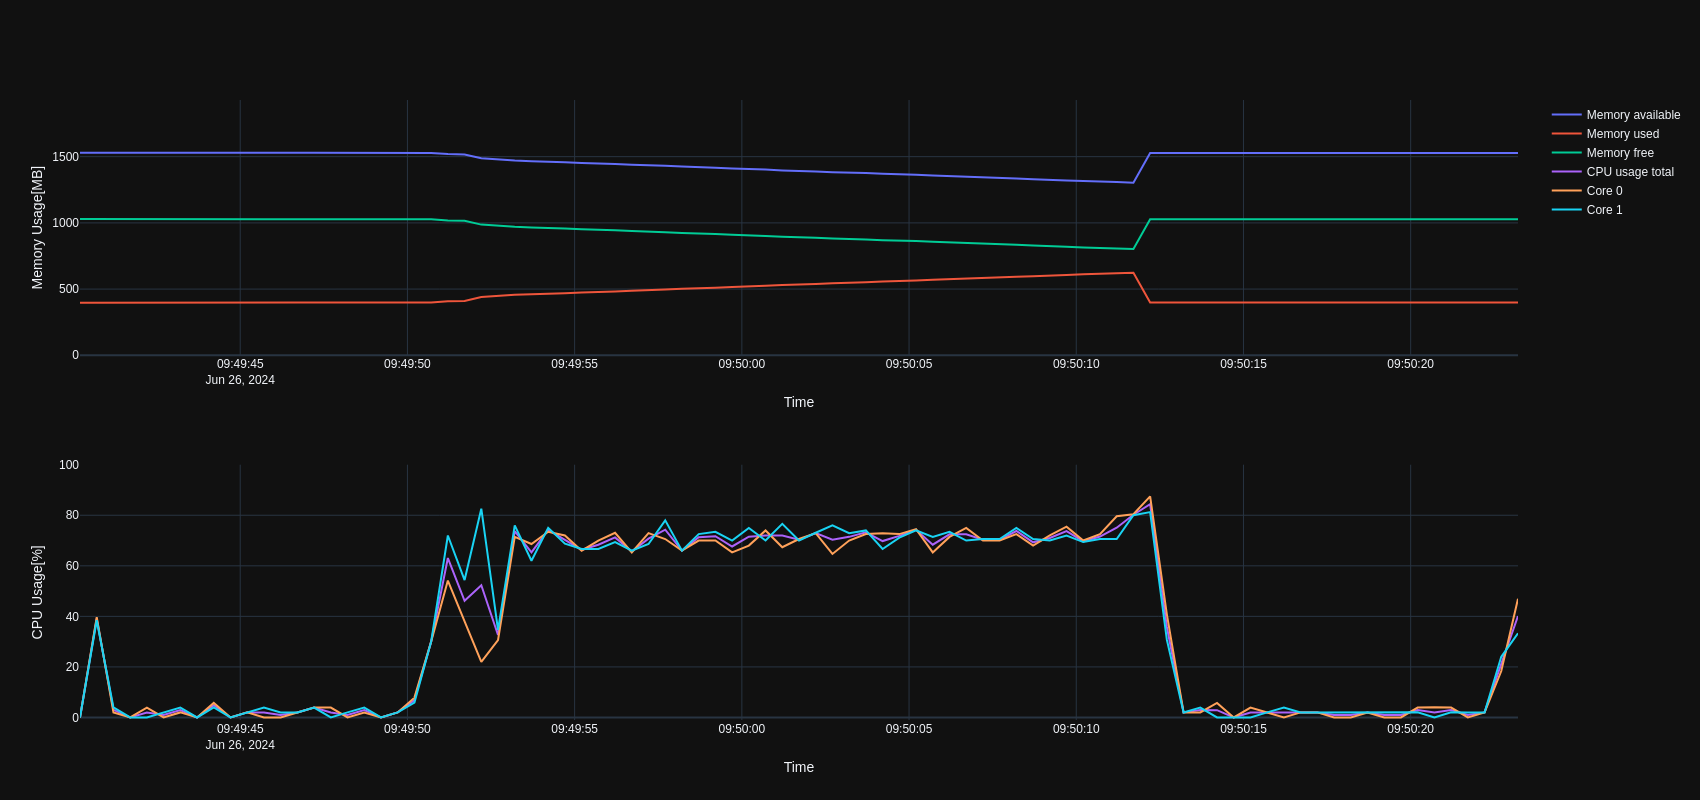 Memory Usage[MB]
1500
1000
500
0
09:49:45 09:49:50 09:49:55 09:50:00 09:50:05 09:50:10 09:50:15 09:50:20
Jun 26, 2024
Time
Memory available
Memory used
Memory free
CPU usage total
Core 0
Core 1
CPU Usage[%]
100
80
60
40
20
0
09:49:45 09:49:50 09:49:55 09:50:00 09:50:05 09:50:10 09:50:15 09:50:20
Jun 26, 2024
Time